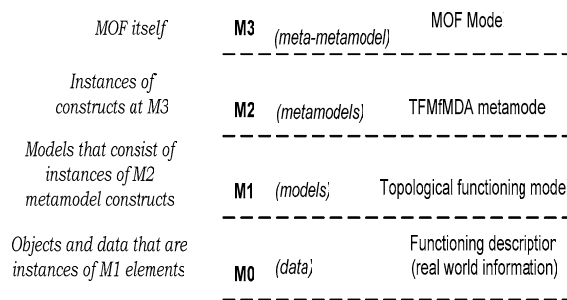 MOF itself
M3
(meta-metamodel)
MOF Mode
Instances of
constructs at M3
M2
(metamodels)
TFMfMDA metamode
Models that consist of
instances of M2
metamodel constructs
M1
(models)
Topological functioning mode
Objects and data that are
instances of M1 elements
M0
(data)
Functioning description
(real world information)